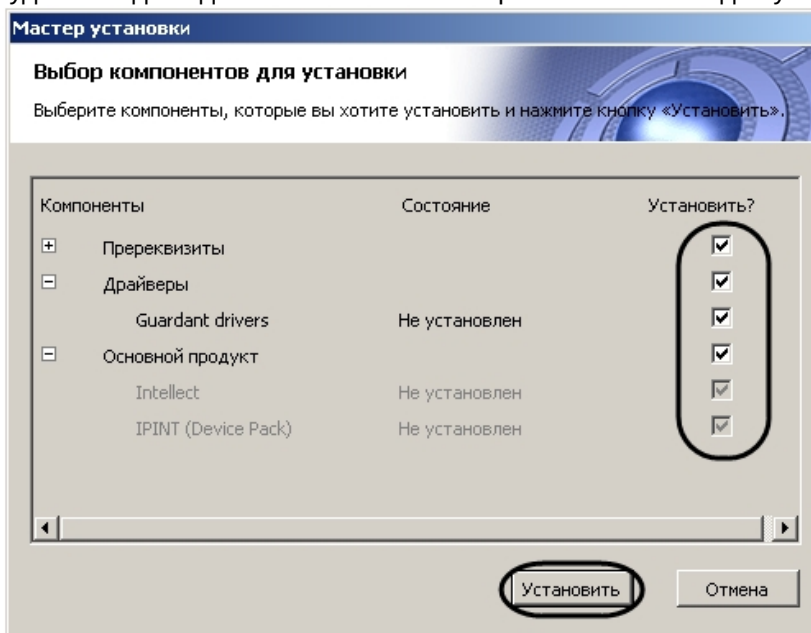 Мастер установки
Выбор компонентов для установки
Выберите компоненты, которые вы хотите установить и нажмите кнопку «Установить».
Компоненты Состояние Установить?
Пререквизиты
Драйверы
Guardant drivers Не установлен
Основной продукт
Intellect Не установлен
IPINT (Device Pack) Не установлен
Установить Отмена